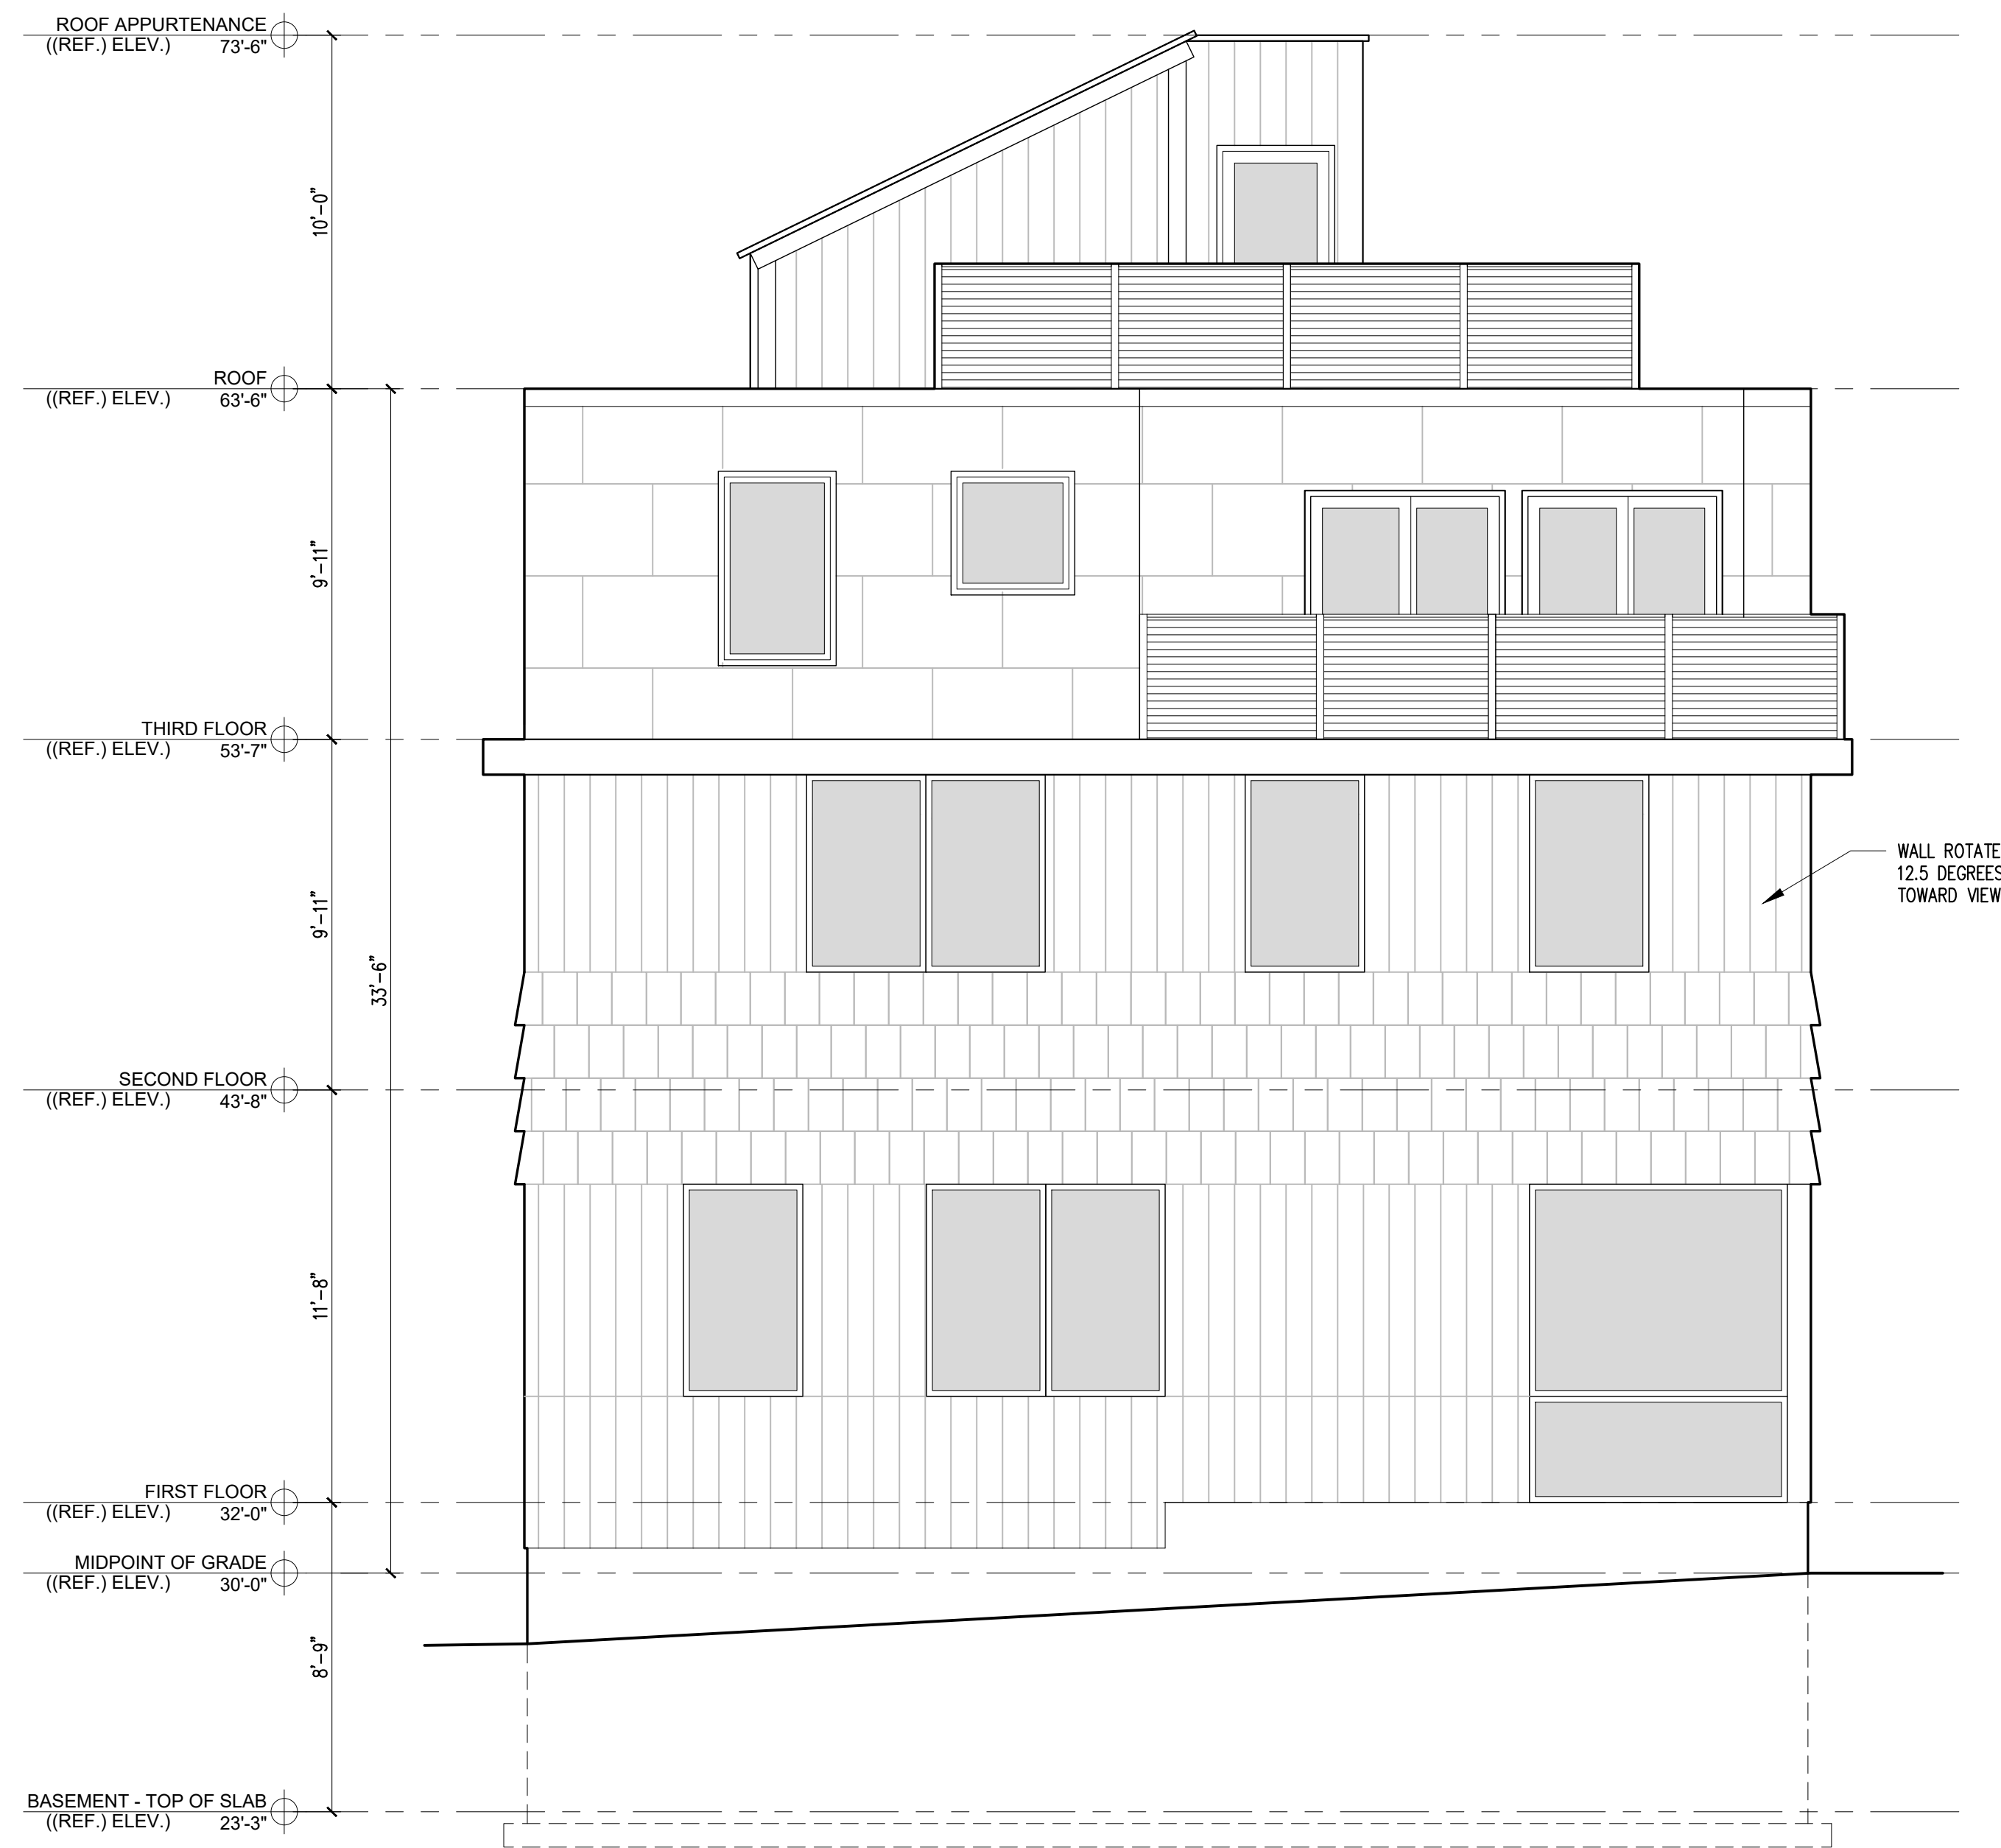 ROOF APPURTENANCE
((REF.) ELEV.) 73'-6"
10'-0"
ROOF
((REF.) ELEV.) 63'-6"
9'-11"
THIRD FLOOR
((REF.) ELEV.) 53'-7"
WALL ROTATE
12.5 DEGREES
TOWARD VIEW
9'-11"
33'-6"
SECOND FLOOR
((REF.) ELEV.) 43'-8"
11'-8"
FIRST FLOOR
((REF.) ELEV.) 32'-0"
MIDPOINT OF GRADE
((REF.) ELEV.) 30'-0"
8'-9"
BASEMENT - TOP OF SLAB
((REF.) ELEV.) 23'-3"